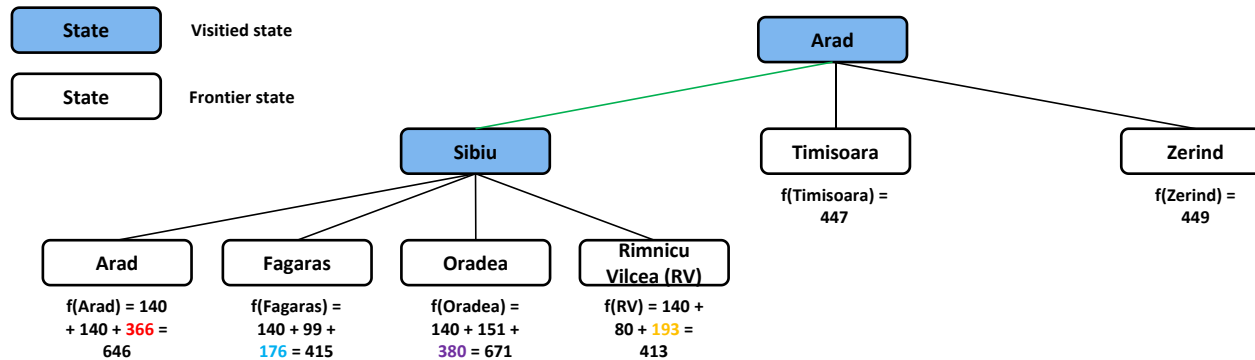 State
Visitied state
Arad
State
Frontier state
Sibiu
Timisoara
Zerind
f(Timisoara) =
447
f(Zerind) =
449
Arad
Fagaras
Oradea
Rimnicu
Vilcea (RV)
f(Arad) = 140
+ 140 + 366 =
646
f(Fagaras) =
140 + 99 +
176 = 415
f(Oradea) =
140 + 151 +
380 = 671
f(RV) = 140 +
80 + 193 =
413